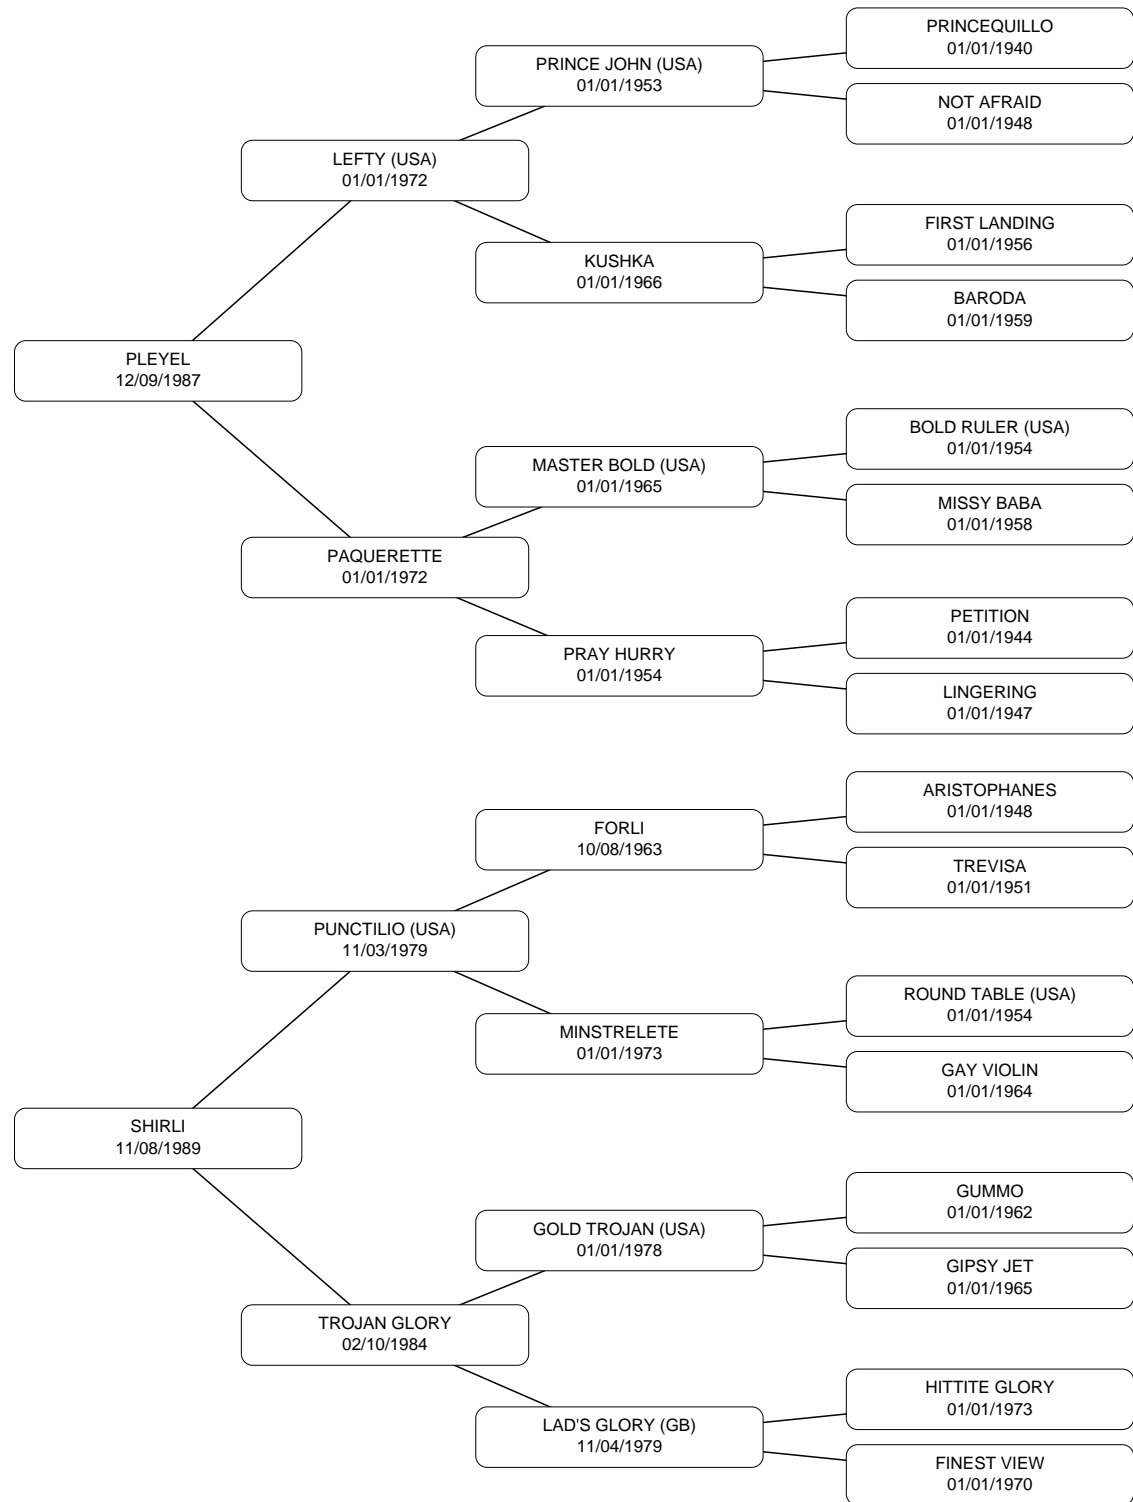 PRINCEQUILLO
01/01/1940
PRINCE JOHN (USA)
01/01/1953
NOT AFRAID
01/01/1948
LEFTY (USA)
01/01/1972
FIRST LANDING
01/01/1956
KUSHKA
01/01/1966
BARODA
01/01/1959
PLEYEL
12/09/1987
BOLD RULER (USA)
01/01/1954
MASTER BOLD (USA)
01/01/1965
MISSY BABA
01/01/1958
PAQUERETTE
01/01/1972
PETITION
01/01/1944
PRAY HURRY
01/01/1954
LINGERING
01/01/1947
ARISTOPHANES
01/01/1948
FORLI
10/08/1963
TREVISA
01/01/1951
PUNCTILIO (USA)
11/03/1979
ROUND TABLE (USA)
01/01/1954
MINSTRELETE
01/01/1973
GAY VIOLIN
01/01/1964
SHIRLI
11/08/1989
GUMMO
01/01/1962
GOLD TROJAN (USA)
01/01/1978
GIPSY JET
01/01/1965
TROJAN GLORY
02/10/1984
HITTITE GLORY
01/01/1973
LAD'S GLORY (GB)
11/04/1979
FINEST VIEW
01/01/1970